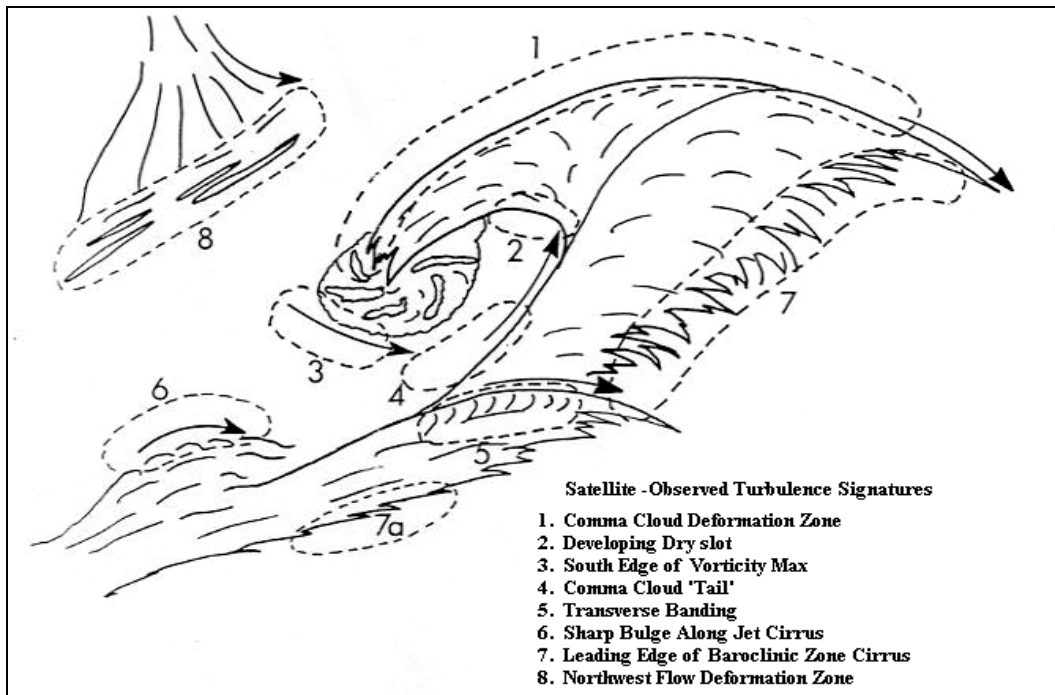 1
8
2
3
7
4
6
5
7a
Satellite -Observed Turbulence Signatures
1. Comma Cloud Deformation Zone
2. Developing Dry slot
3. South Edge of Vorticity Max
4. Comma Cloud 'Tail'
5. Transverse Banding
6. Sharp Bulge Along Jet Cirrus
7. Leading Edge of Baroclinic Zone Cirrus
8. Northwest Flow Deformation Zone